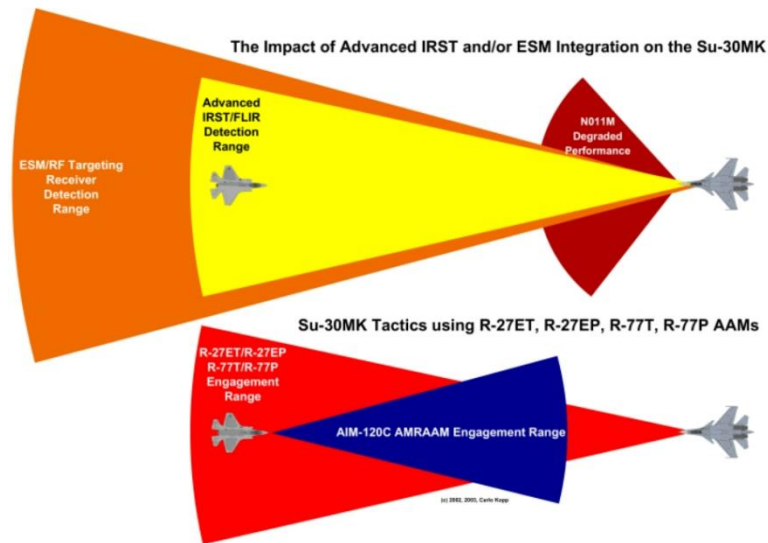 The Impact of Advanced IRST and/or ESM Integration on the Su-30MK
Advanced
IRST/FLIR
Detection
Range
N011M
Degraded
Performance
ESM/RF Targeting
Receiver
Detection
Range
Su-30MK Tactics using R-27ET, R-27EP, R-77T, R-77P AAMs
R-27ET/R-27EP
R-77T/R-77P
Engagement
Range
AIM-120C AMRAAM Engagement Range
(c) 2002, 2003, Carlo Kopp